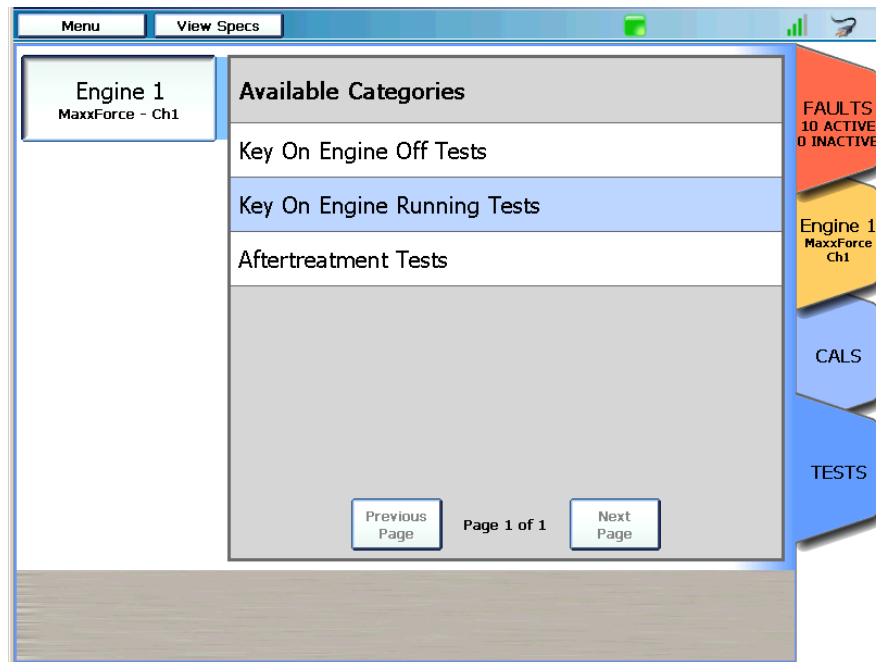 Menu
View Specs
Engine 1
MaxxForce - Ch1
Available Categories
Key On Engine Off Tests
Key On Engine Running Tests
Aftertreatment Tests
Previous
Page
Page 1 of 1
Next
Page
FAULTS
10 ACTIVE
0 INACTIVE
Engine 1
MaxxForce
Ch1
CALS
TESTS